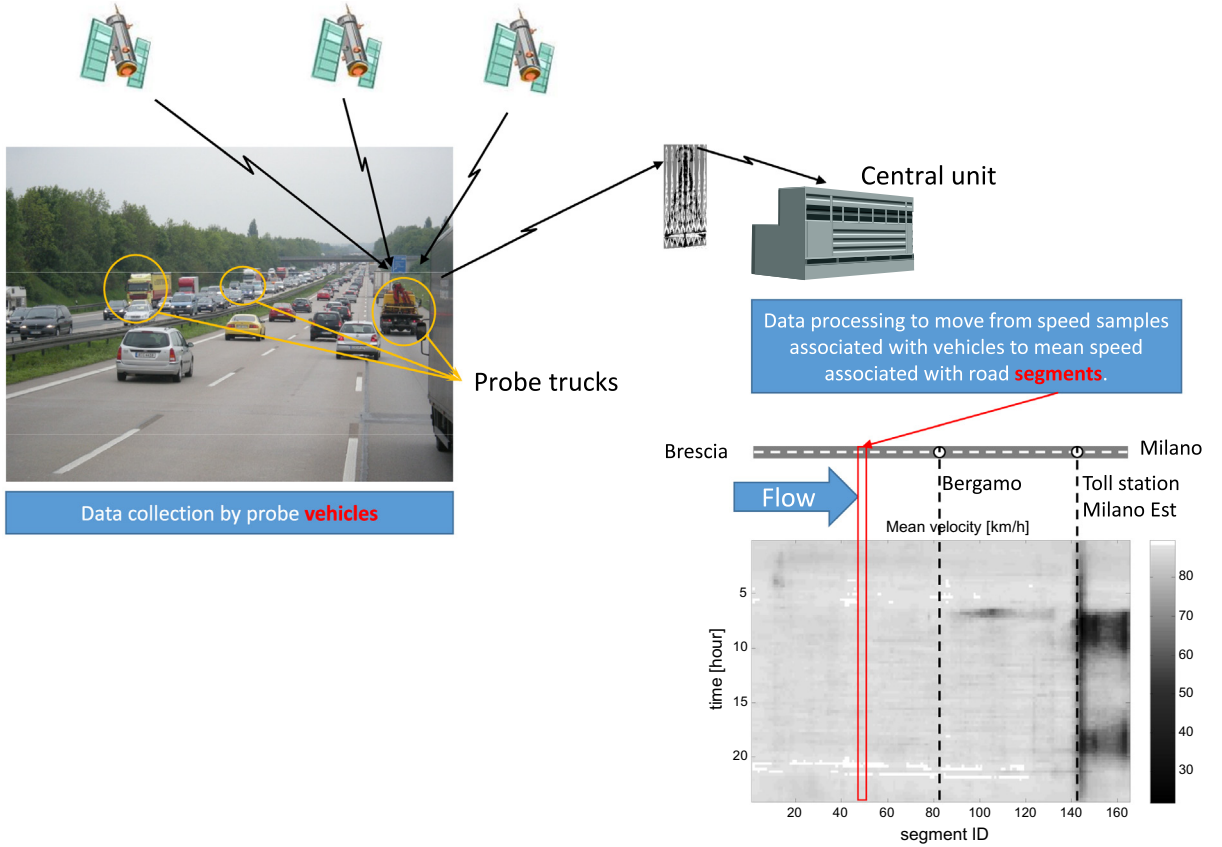 Central unit
Probe trucks
Data collection by probe vehicles
Data processing to move from speed samples
associated with vehicles to mean speed
associated with road segments.
Brescia
Milano
Bergamo
Toll station
Milano Est
Flow
Mean velocity [km/h]
time [hour]
5
10
15
20
20
40
60
80
100
120
140
160
segment ID
80
70
60
50
40
30